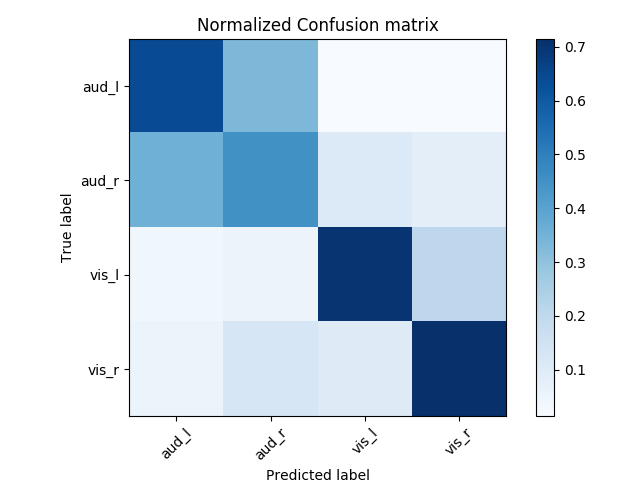 Normalized Confusion matrix
True label
aud_l
aud_r
vis_l
vis_r
aud_l
aud_r
vis_l
vis_r
Predicted label
0.7
0.6
0.5
0.4
0.3
0.2
0.1